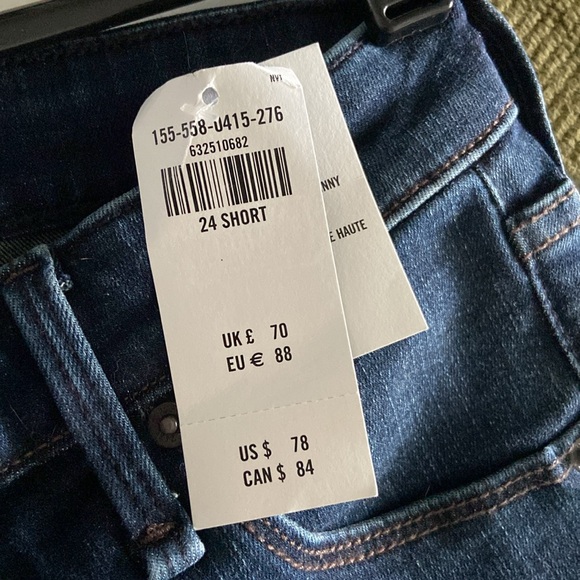 155-558-0415-276
632510682
24 SHORT
UK £ 70
EU € 88
US $ 78
CAN $ 84
NNY
E HAUTE